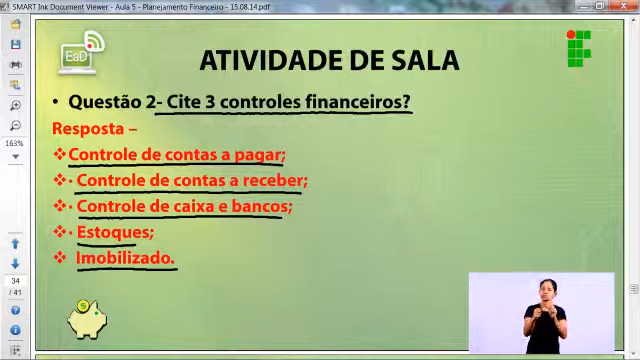 SMART Ink Document Viewer - Aula 5 - Planejamento Financeiro - 15.08.14.pdf
EaD
ATIVIDADE DE SALA
• Questão 2- Cite 3 controles financeiros?
Resposta –
❖Controle de contas a pagar;
❖· Controle de contas a receber;
❖· Controle de caixa e bancos;
❖· Estoques;
❖ Imobilizado.
163%
34
/ 41